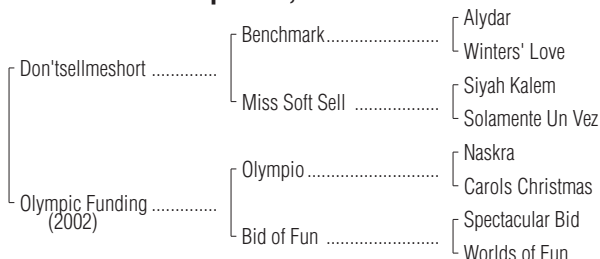 Alydar
Benchmark........................
Winters' Love
Don'tsellmeshort .............
Siyah Kalem
Miss Soft Sell ..................
Solamente Un Vez
Naskra
Olympio............................
Carols Christmas
Olympic Funding .............
(2002)
Spectacular Bid
Bid of Fun ........................
Worlds of Fun